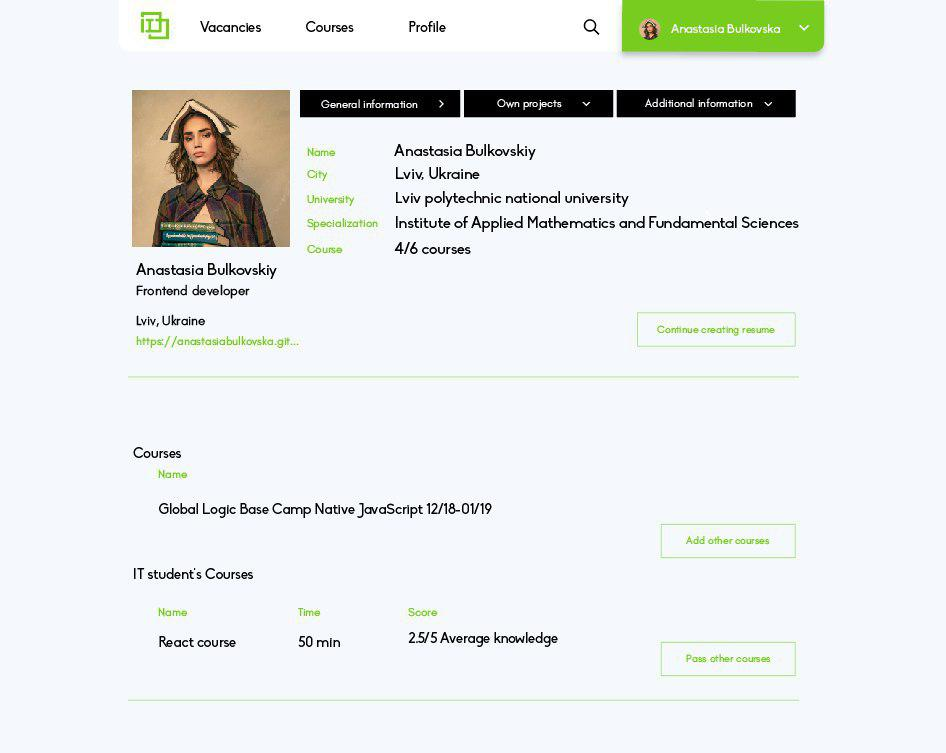 Vacancies Courses Profile Anastasia Bulkovska
General information Own projects Additional information
Name Anastasia Bulkovskiy
City Lviv, Ukraine
University Lviv polytechnic national university
Specialization Institute of Applied Mathematics and Fundamental Sciences
Course 4/6 courses
Anastasia Bulkovskiy
Frontend developer
Lviv, Ukraine
https://anastasiabulkovska.git...
Continue creating resume
Courses
Name
Global Logic Base Camp Native JavaScript 12/18-01/19
Add other courses
IT student's Courses
Name Time Score
React course 50 min 2.5/5 Average knowledge
Pass other courses